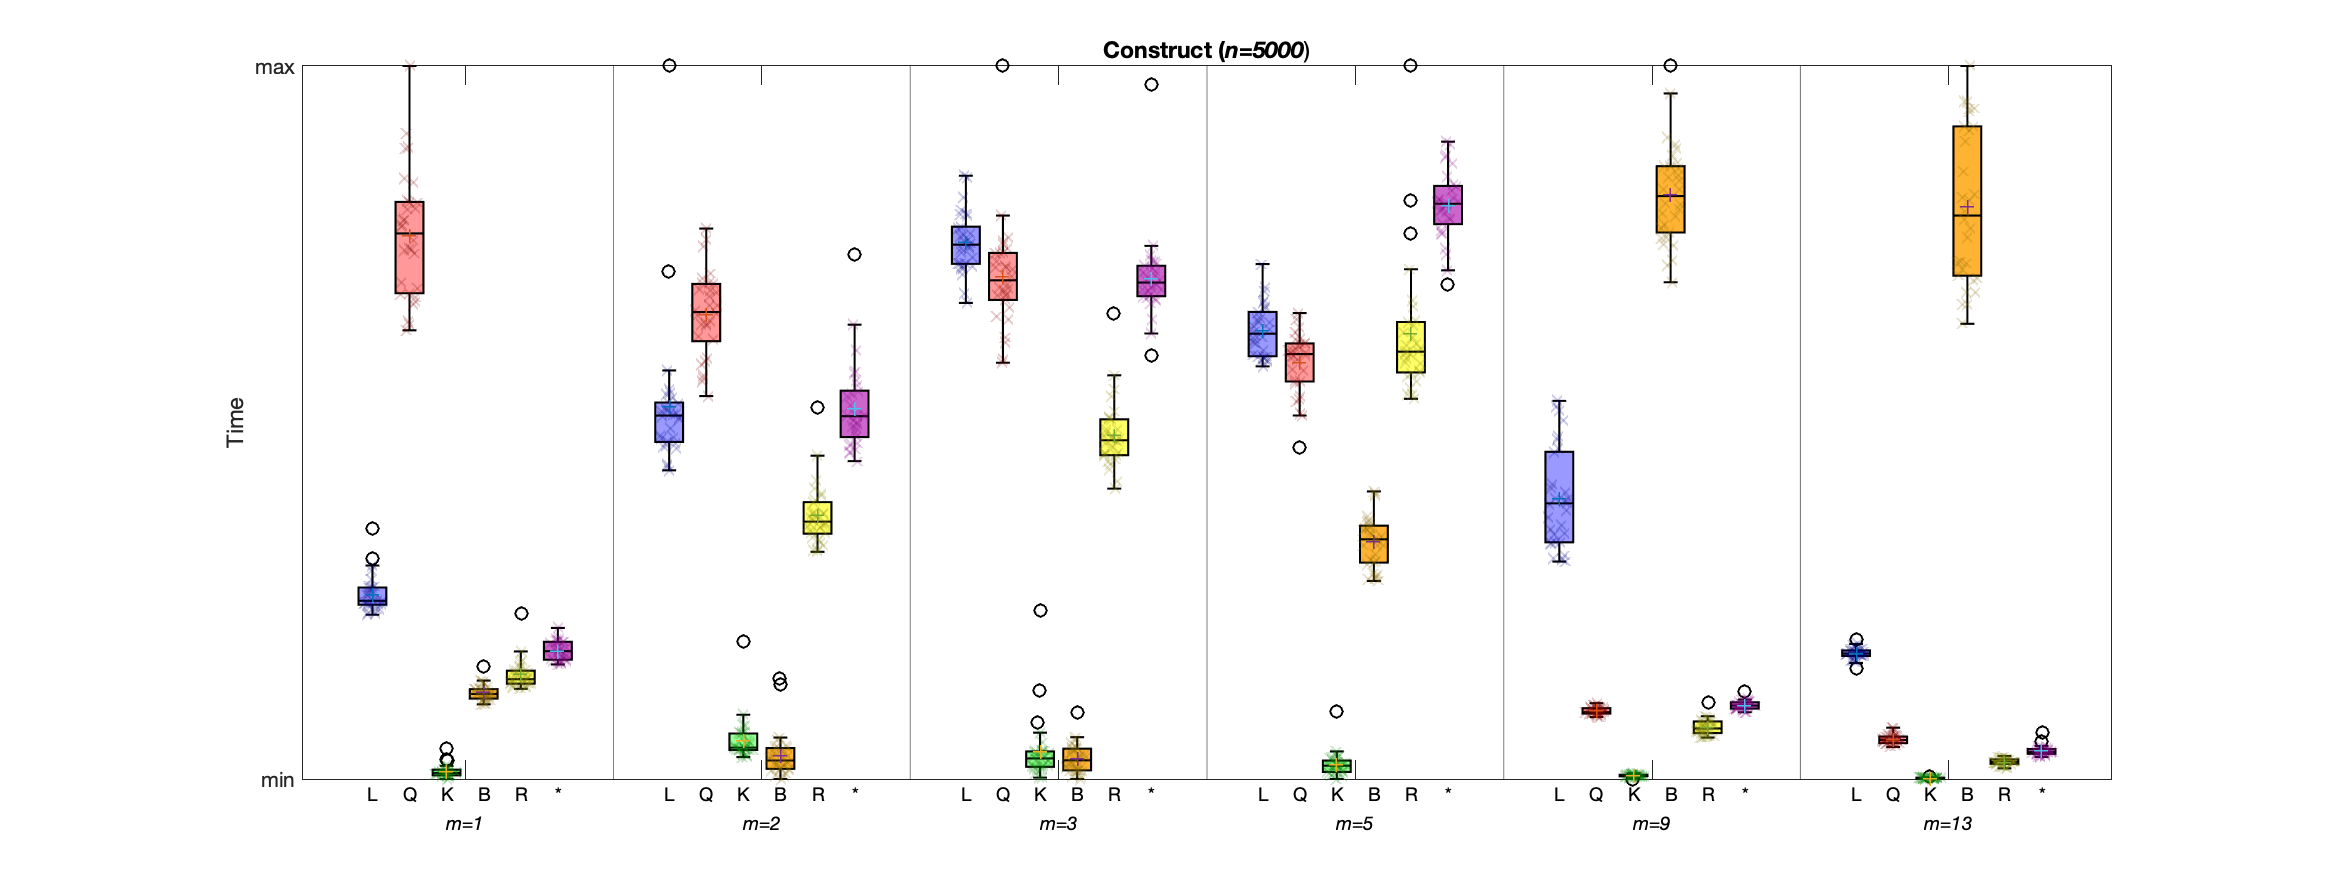 Construct (n=5000)
max
Time
min
L Q K B R * L Q K B R * L Q K B R * L Q K B R * L Q K B R * L Q K B R *
m=1 m=2 m=3 m=5 m=9 m=13